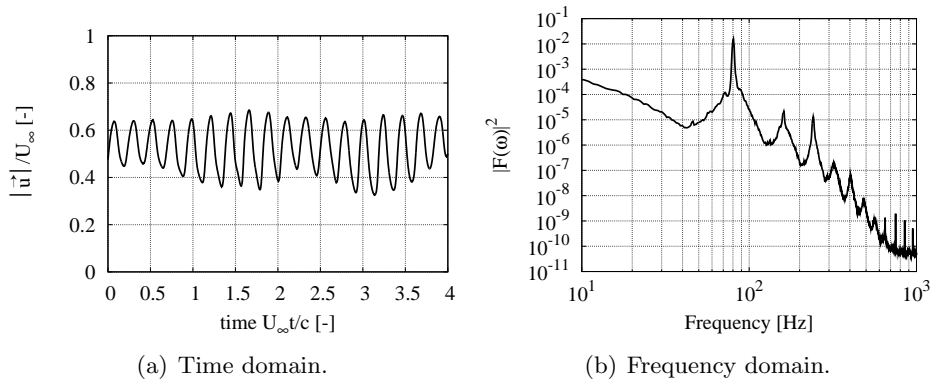 1
0.8
0.6
0.4
0.2
0
|u⃗|/U∞ [-]
0 0.5 1 1.5 2 2.5 3 3.5 4
time U∞t/c [-]
(a) Time domain.
10⁻¹
10⁻²
10⁻³
10⁻⁴
10⁻⁵
10⁻⁶
10⁻⁷
10⁻⁸
10⁻⁹
10⁻¹⁰
10⁻¹¹
|F(ω)|²
10¹ 10² 10³
Frequency [Hz]
(b) Frequency domain.